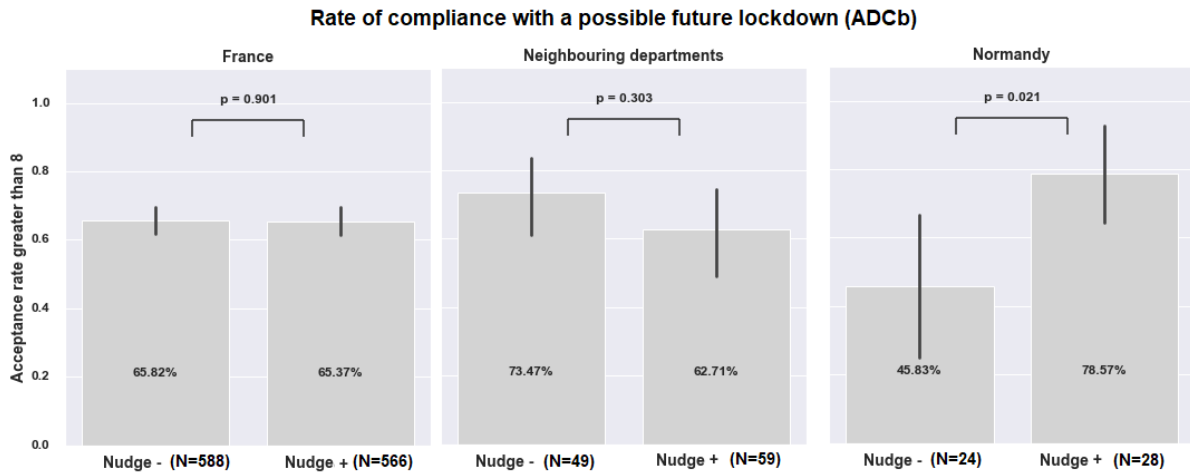 Rate of compliance with a possible future lockdown (ADCb)
France
Neighbouring departments
Normandy
Acceptance rate greater than 8
1.0
0.8
0.6
0.4
0.2
0.0
p = 0.901
p = 0.303
p = 0.021
65.82%
65.37%
73.47%
62.71%
45.83%
78.57%
Nudge - (N=588)
Nudge + (N=566)
Nudge - (N=49)
Nudge + (N=59)
Nudge - (N=24)
Nudge + (N=28)